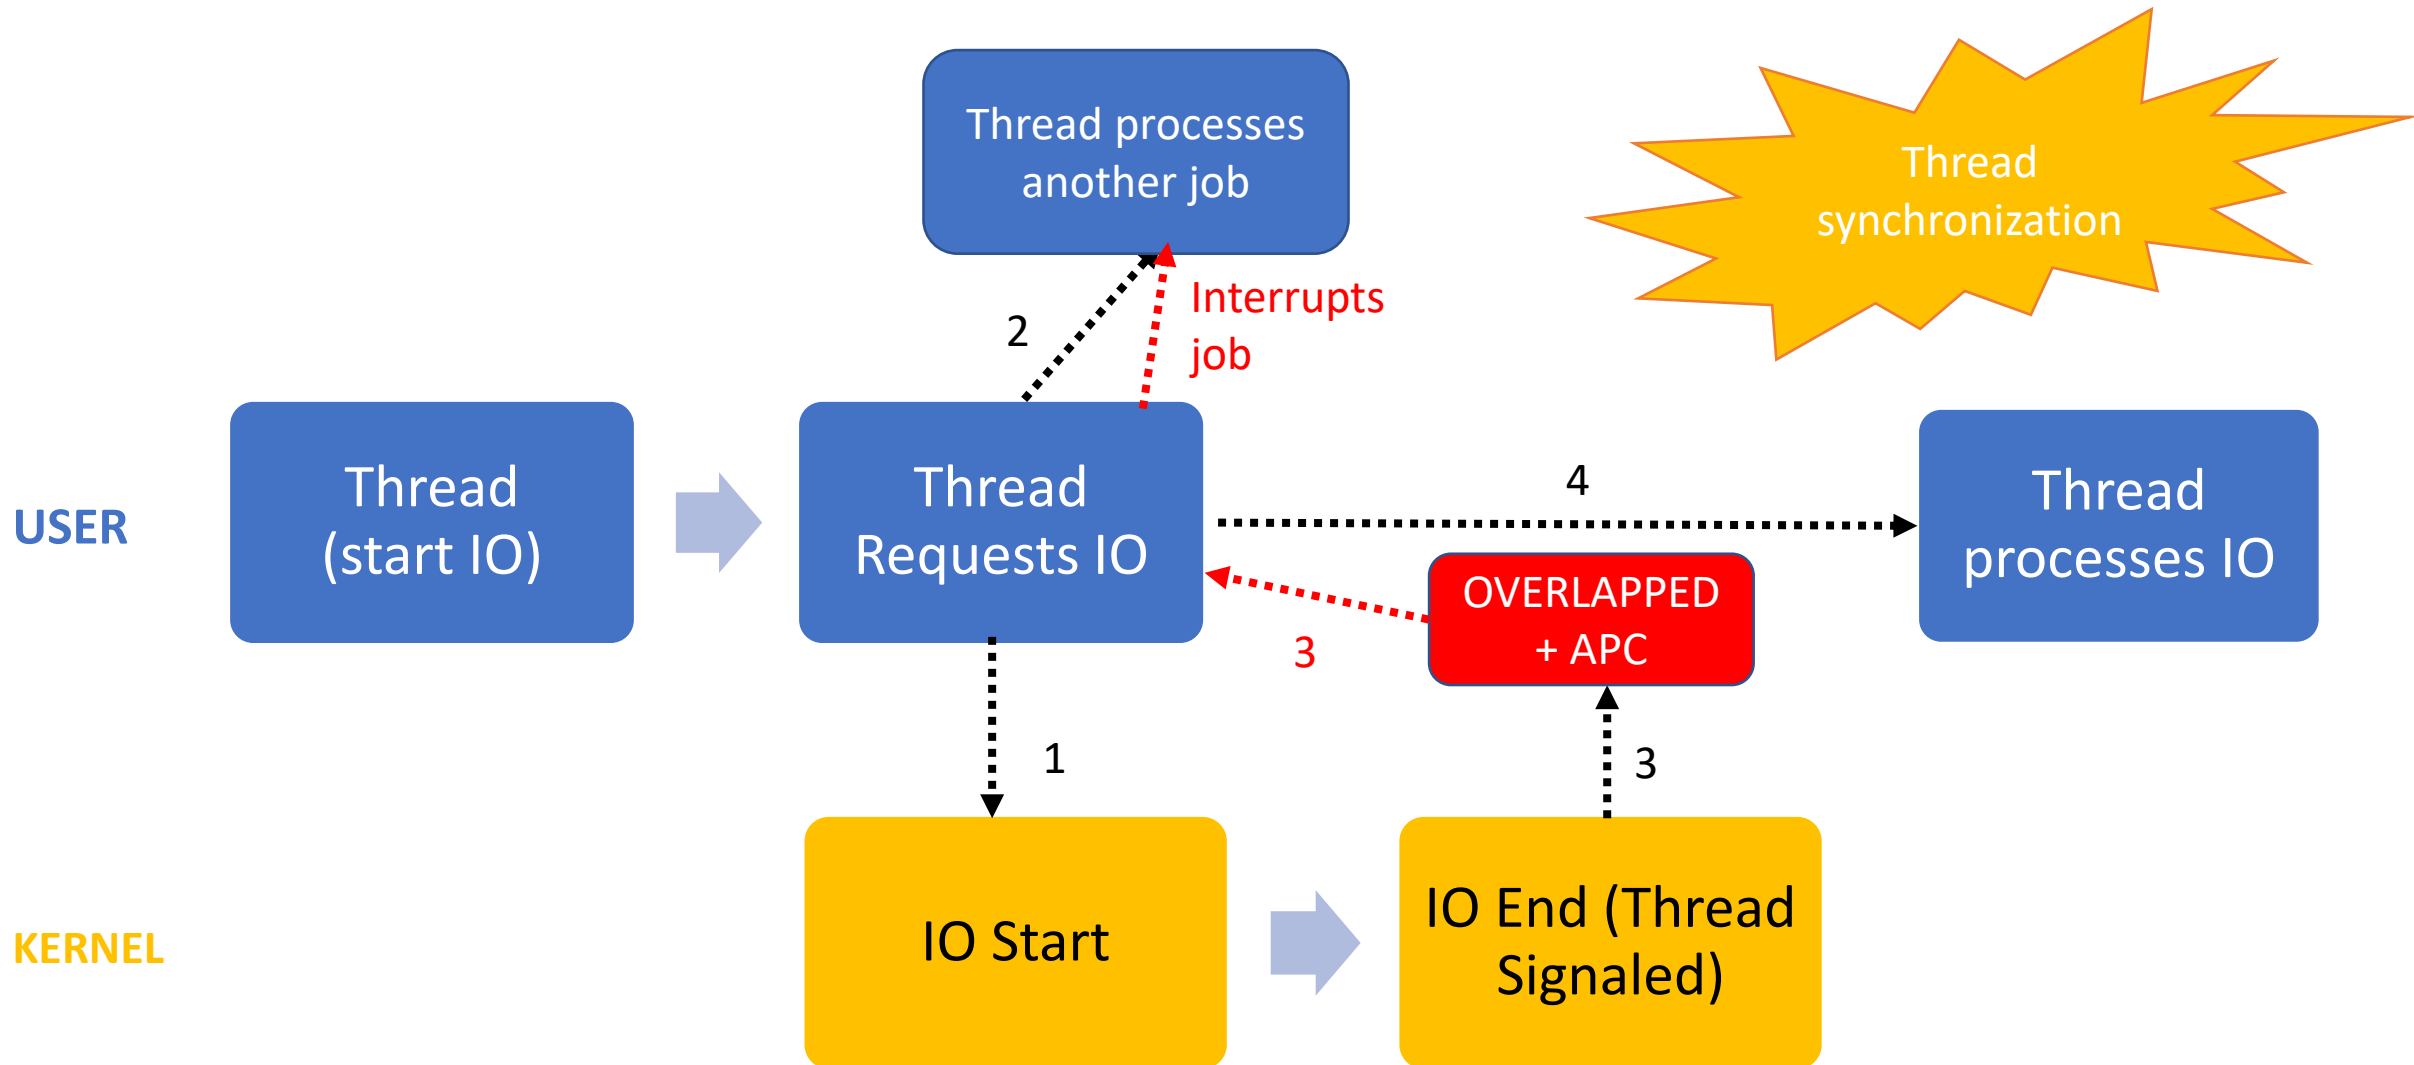 Thread processes
another job
Thread
synchronization
Interrupts
job
2
USER
Thread
(start IO)
Thread
Requests IO
4
Thread
processes IO
OVERLAPPED
+ APC
3
1
3
KERNEL
IO Start
IO End (Thread
Signaled)